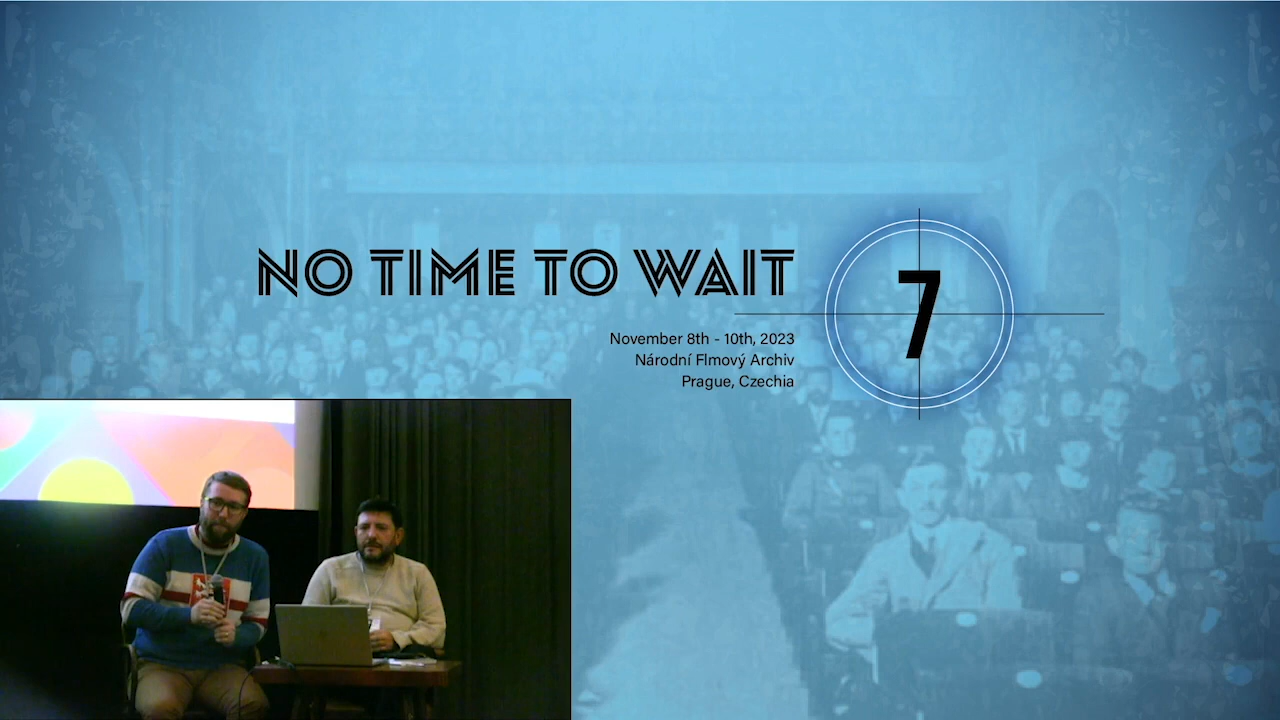 NO TIME TO WAIT
7
November 8th - 10th, 2023
Národní Flmový Archiv
Prague, Czechia